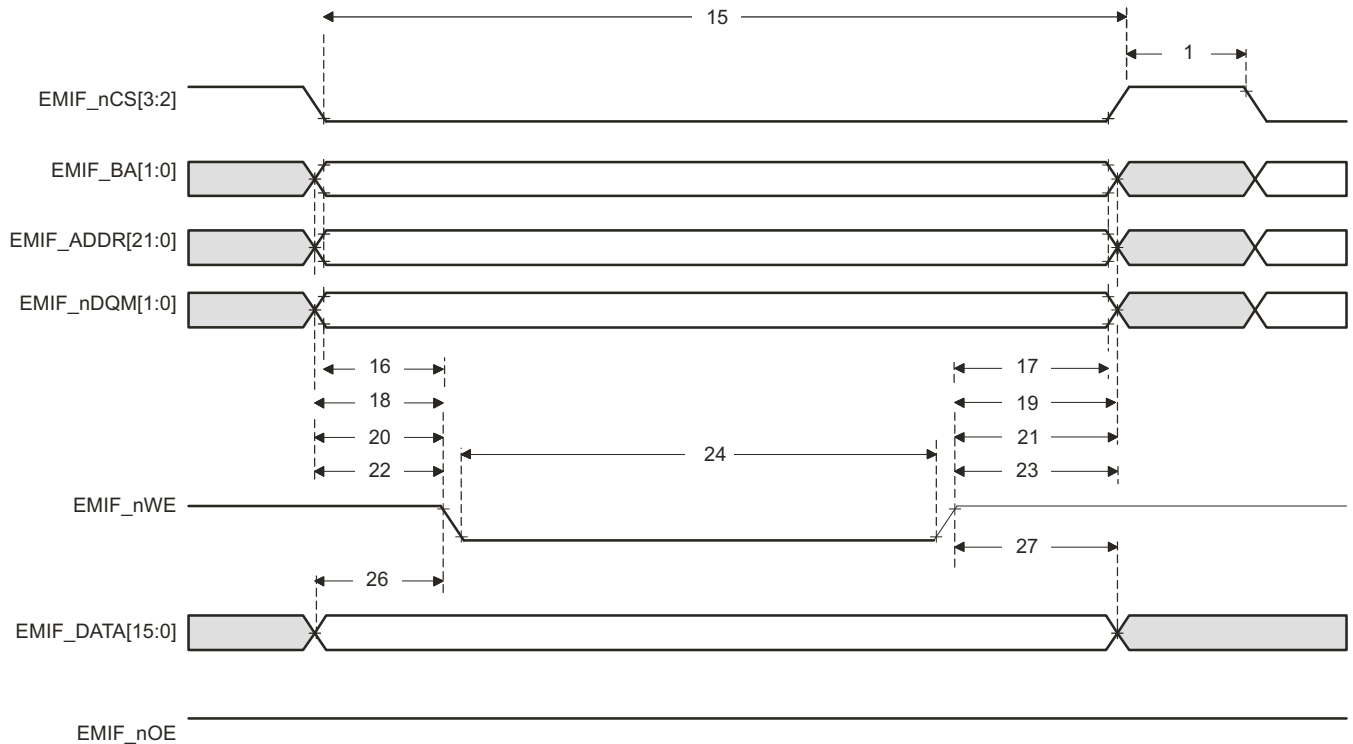 15
1
EMIF_nCS[3:2]
EMIF_BA[1:0]
EMIF_ADDR[21:0]
EMIF_nDQM[1:0]
16
17
18
19
20
21
24
22
23
EMIF_nWE
27
26
EMIF_DATA[15:0]
EMIF_nOE